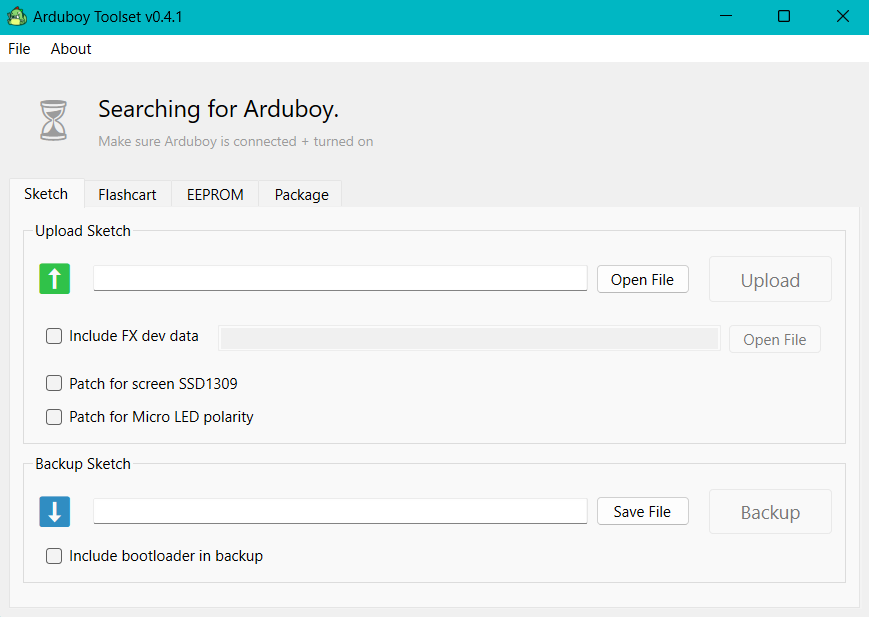 Arduboy Toolset v0.4.1
File About
Searching for Arduboy.
Make sure Arduboy is connected + turned on
Sketch Flashcart EEPROM Package
Upload Sketch
Open File Upload
Include FX dev data Open File
Patch for screen SSD1309
Patch for Micro LED polarity
Backup Sketch
Save File Backup
Include bootloader in backup